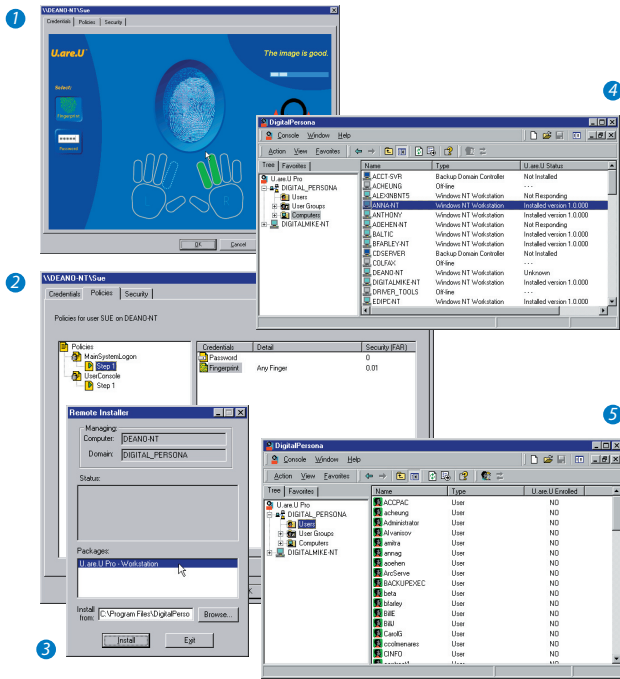 1
\\DEANO-NT\Sue
Credentials Policies Security
U.are.U
The image is good.
Select:
Fingerprint
Password
L R
OK Cancel
2
\\DEANO-NT\Sue
Credentials Policies Security
Policies for user SUE on DEANO-NT
Policies
MainSystemLogon
Step 1
UserConsole
Step 1
Credentials Detail Security (FAR)
Password 0
Fingerprint Any Finger 0.01
3
Remote Installer
Managing:
Computer: DEANO-NT
Domain: DIGITAL_PERSONA
Status:
Packages:
U.are.U Pro - Workstation
Install from: C:\Program Files\DigitalPerso Browse...
Install Exit
4
DigitalPersona
Console Window Help
Action View Favorites
Tree Favorites
U.are.U Pro
DIGITAL_PERSONA
Users
User Groups
Computers
DIGITALMIKE-NT
Name Type U.are.U Status
ACCT-SVR Backup Domain Controller Not Installed
ACHEUNG Off-line - - -
ALEXINBNT5 Windows NT Workstation Not Responding
ANNA-NT Windows NT Workstation Installed version 1.0.000
ANTHONY Windows NT Workstation Installed version 1.0.000
AOEHEN-NT Windows NT Workstation Not Responding
BALTIC Windows NT Workstation Installed version 1.0.000
BFARLEY-NT Windows NT Workstation Installed version 1.0.000
CDSERVER Backup Domain Controller Not Installed
COLFAX Off-line - - -
DEANO-NT Windows NT Workstation Unknown
DIGITALMIKE-NT Windows NT Workstation Installed version 1.0.000
DRIVER_TOOLS Off-line - - -
EDIPC-NT Windows NT Workstation Installed version 1.0.000
5
DigitalPersona
Console Window Help
Action View Favorites
Tree Favorites
U.are.U Pro
DIGITAL_PERSONA
Users
User Groups
Computers
DIGITALMIKE-NT
Name Type U.are.U Enrolled
ACCPAC User NO
acheung User NO
Administrator User NO
Alvanisov User NO
amitra User NO
annag User NO
aoehen User NO
ArcServe User NO
BACKUPEXEC User NO
beta User NO
bfarley User NO
BillE User NO
BillJ User NO
CarolG User NO
ccolmenares User NO
CINFO User NO
User NO